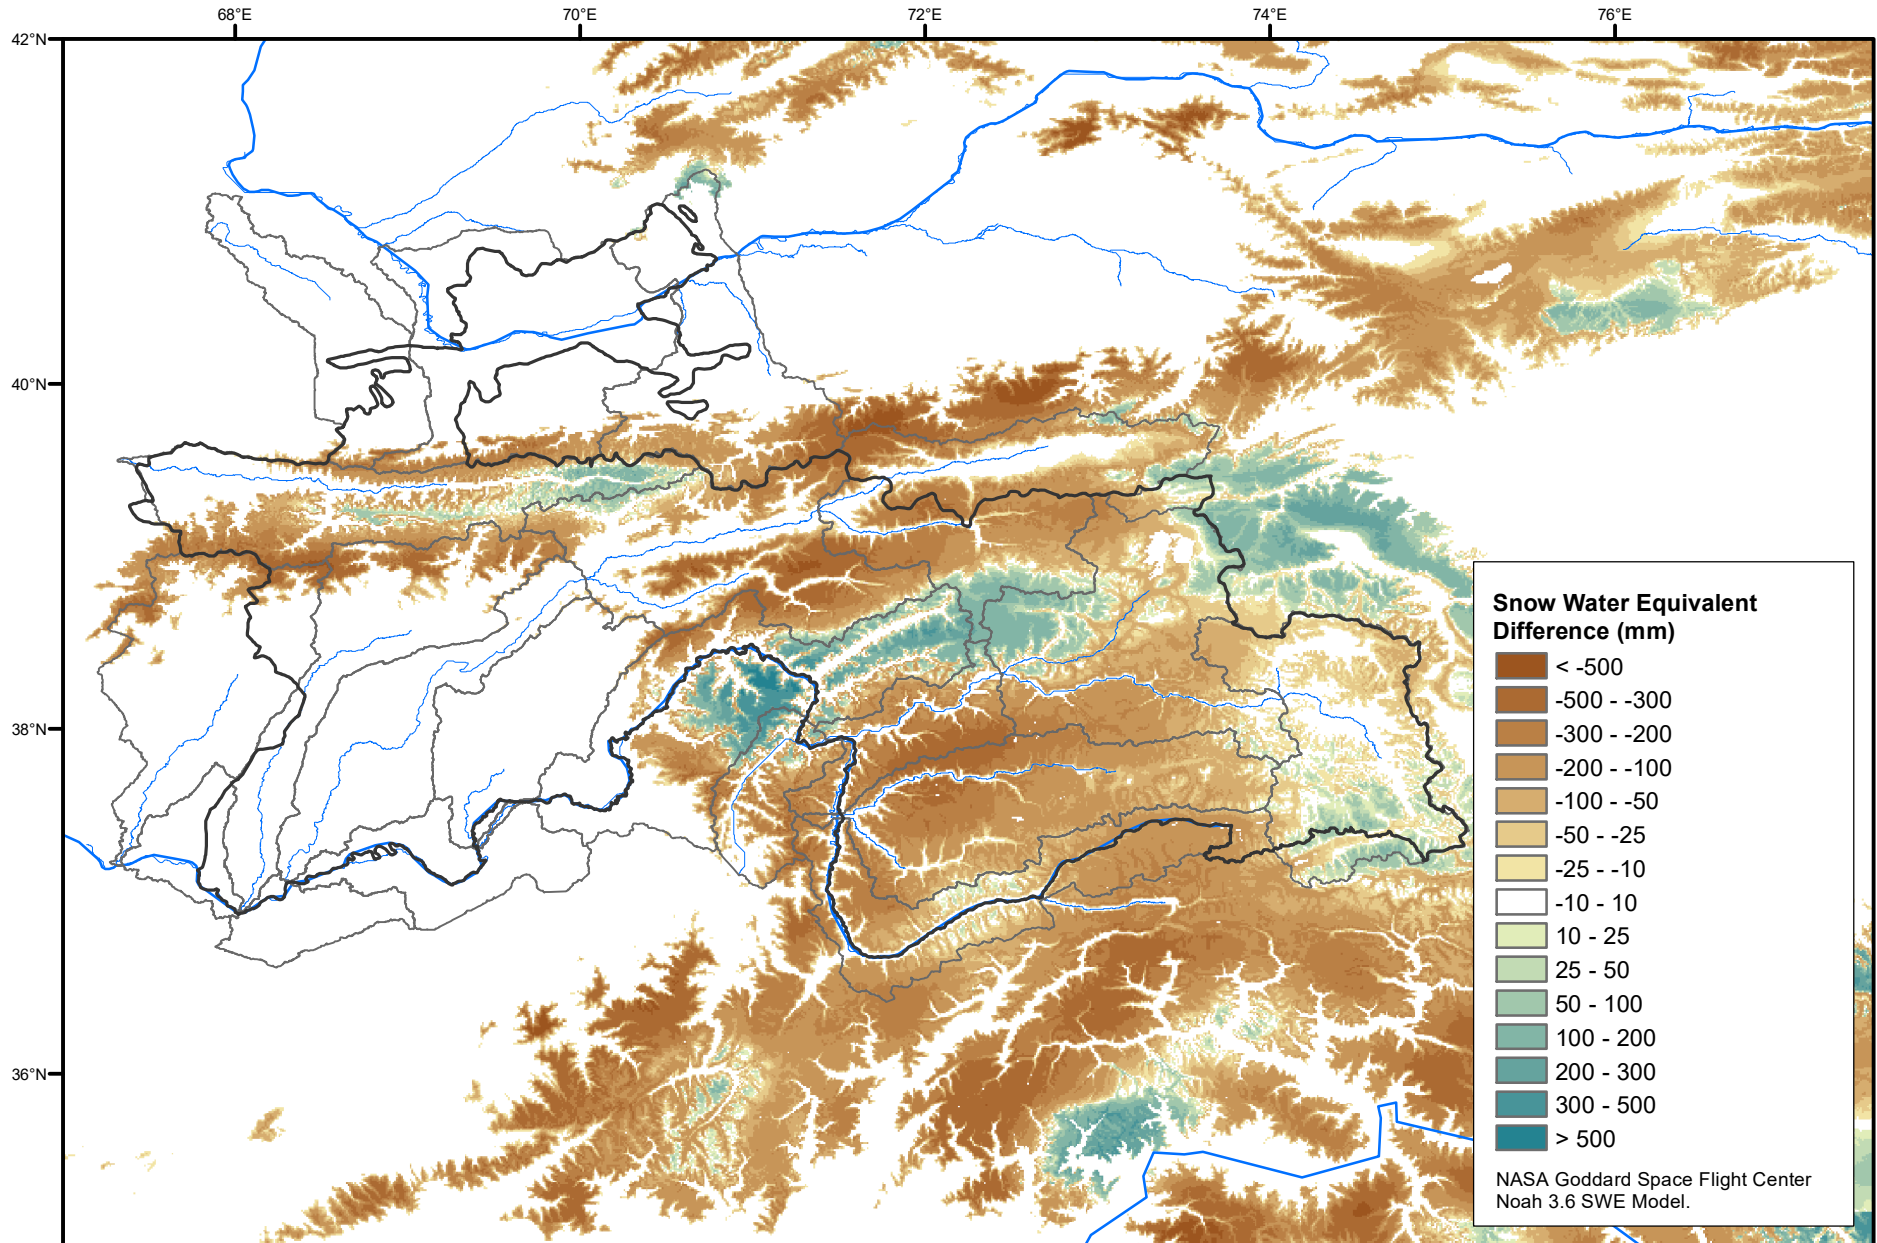 68°E
70°E
72°E
74°E
76°E
42°N
40°N
38°N
36°N
Snow Water Equivalent
Difference (mm)
< -500
-500 - -300
-300 - -200
-200 - -100
-100 - -50
-50 - -25
-25 - -10
-10 - 10
10 - 25
25 - 50
50 - 100
100 - 200
200 - 300
300 - 500
> 500
NASA Goddard Space Flight Center
Noah 3.6 SWE Model.